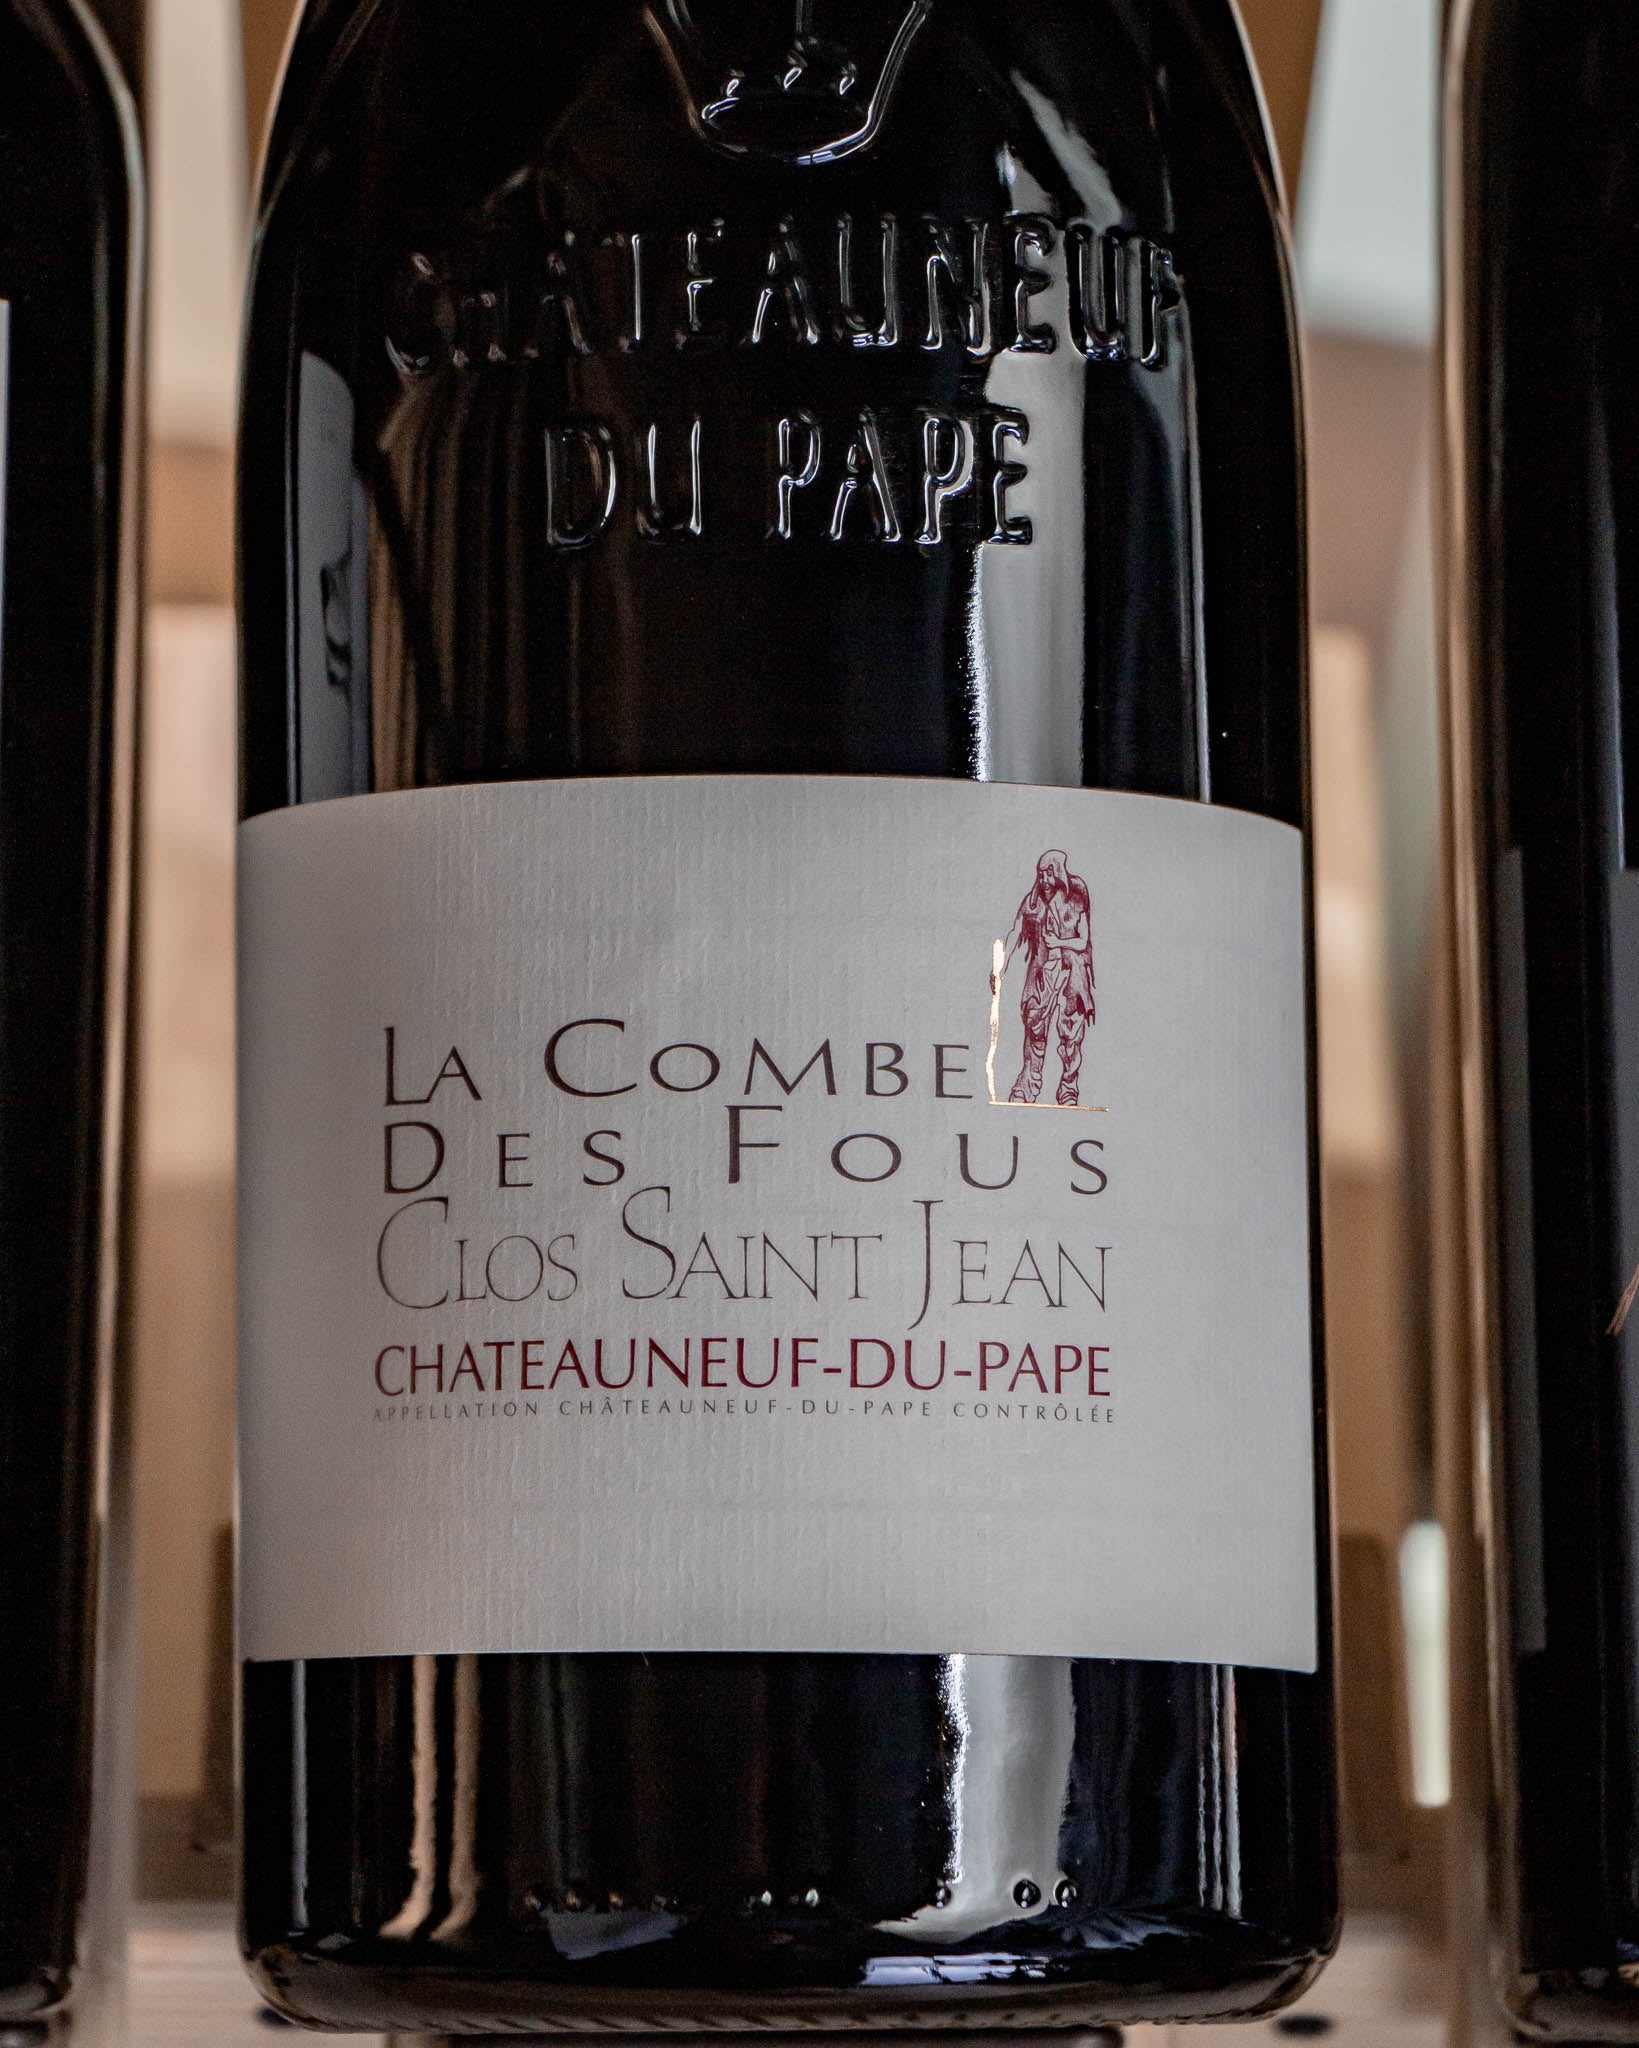 CHATEAUNEUF
DU PAPE
LA COMBE
DES FOUS
CLOS SAINT JEAN
CHATEAUNEUF-DU-PAPE
APPELLATION CHÂTEAUNEUF-DU-PAPE CONTRÔLÉE